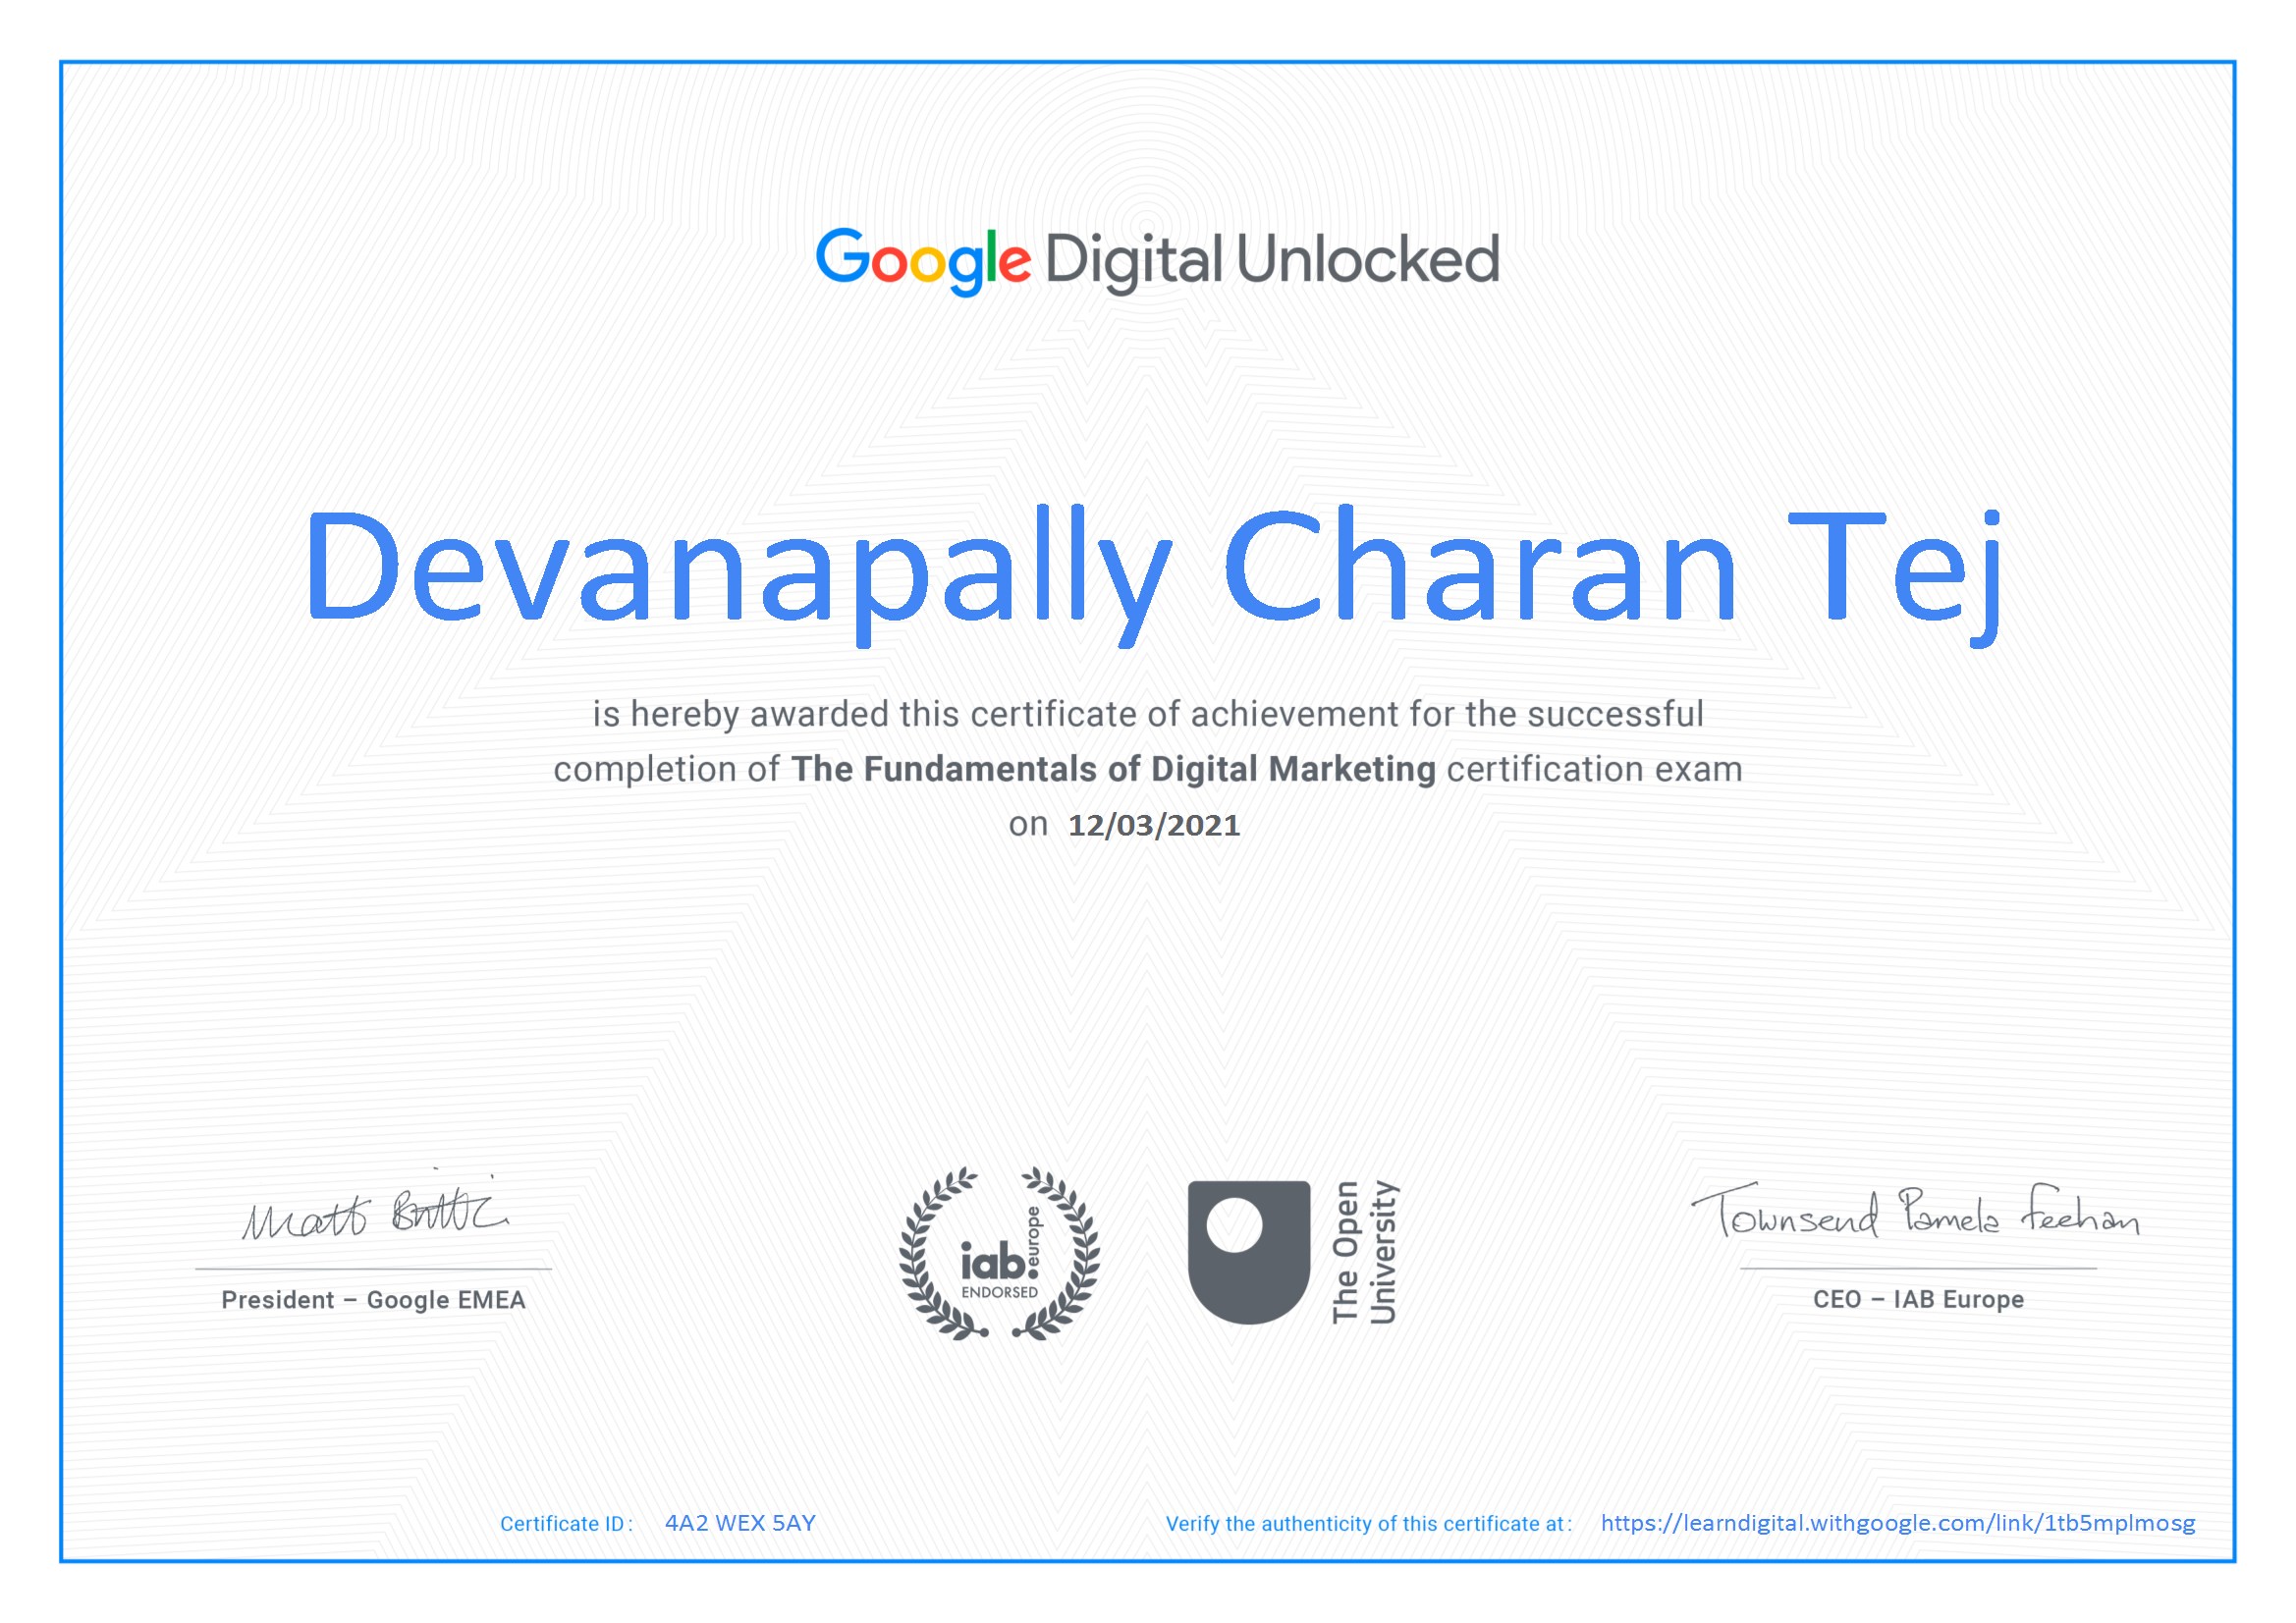 Google Digital Unlocked
Devanapally Charan Tej
is hereby awarded this certificate of achievement for the successful
completion of The Fundamentals of Digital Marketing certification exam
on 12/03/2021
Matt Brittin
President – Google EMEA
iab.europe
ENDORSED
The Open
University
Townsend Pamela Feehan
CEO – IAB Europe
Certificate ID : 4A2 WEX 5AY
Verify the authenticity of this certificate at : https://learndigital.withgoogle.com/link/1tb5mplmosg